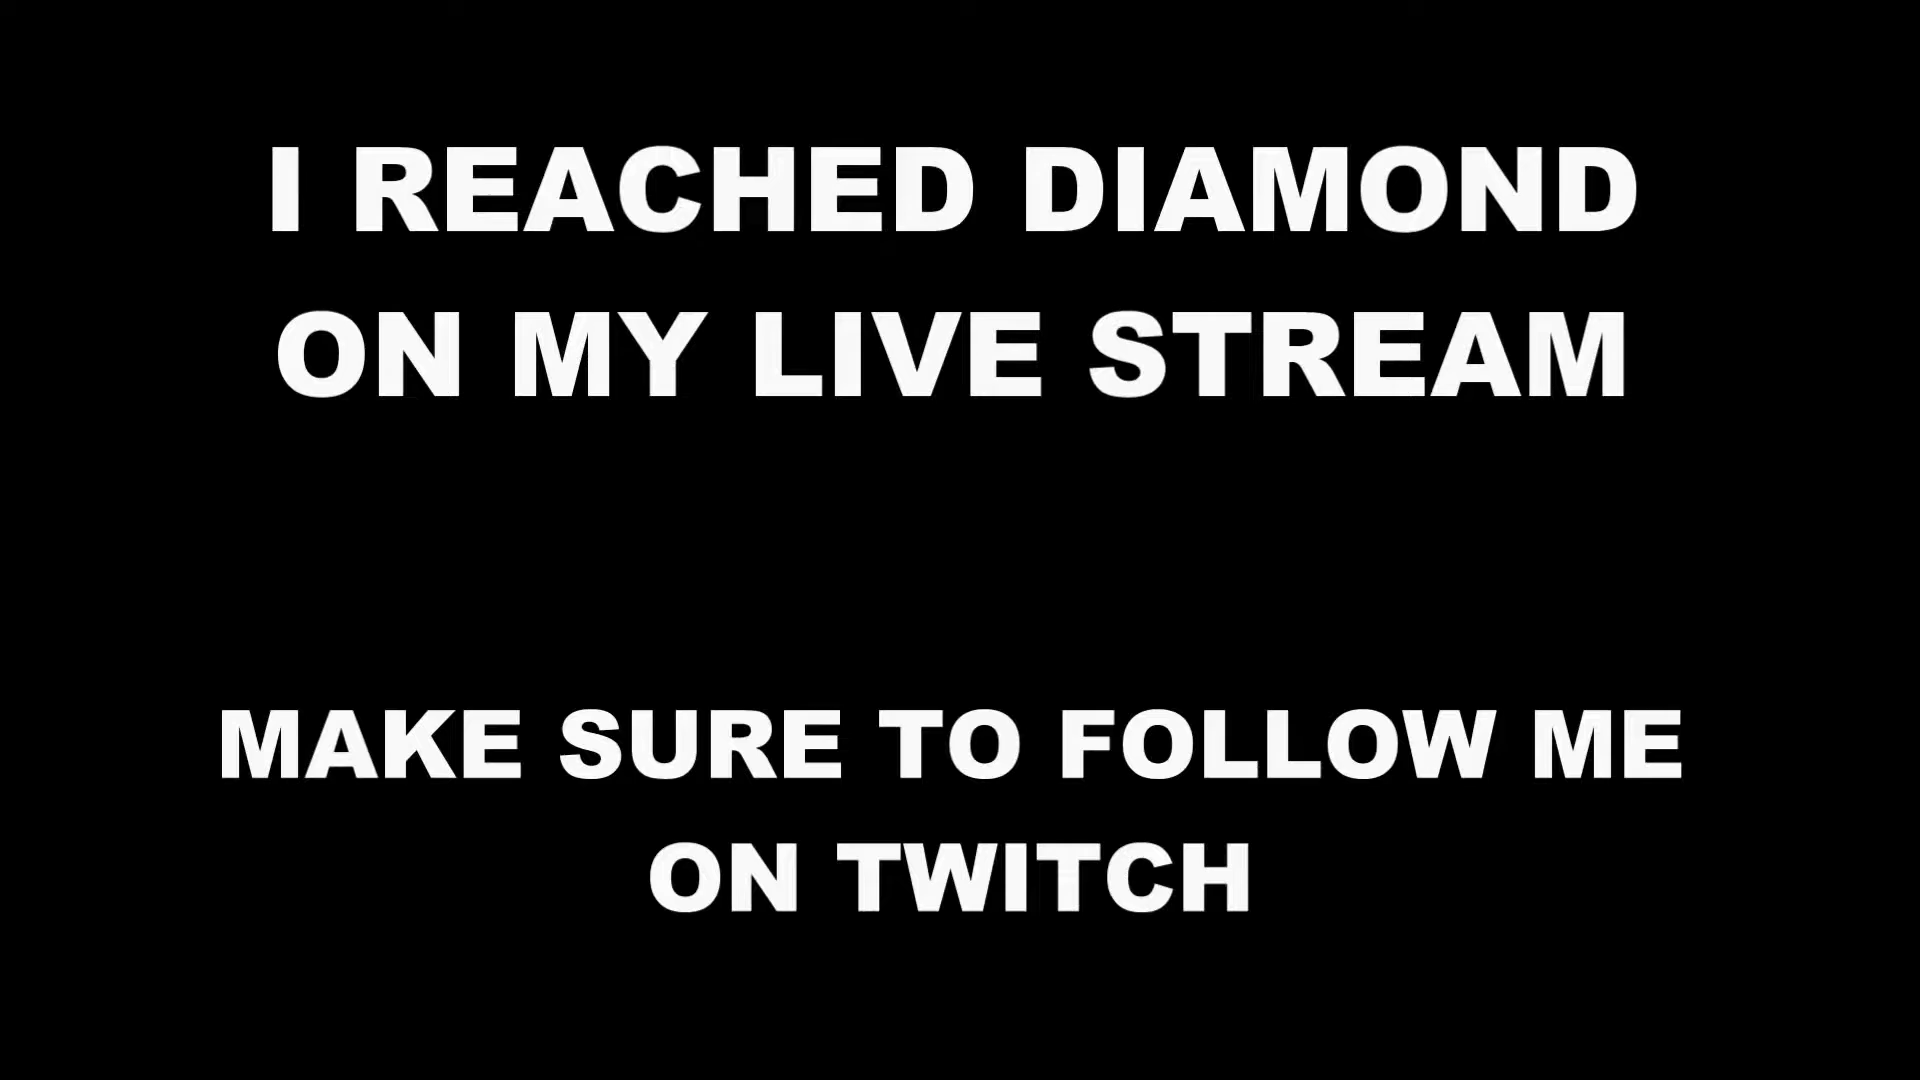 I REACHED DIAMOND
ON MY LIVE STREAM
MAKE SURE TO FOLLOW ME
ON TWITCH